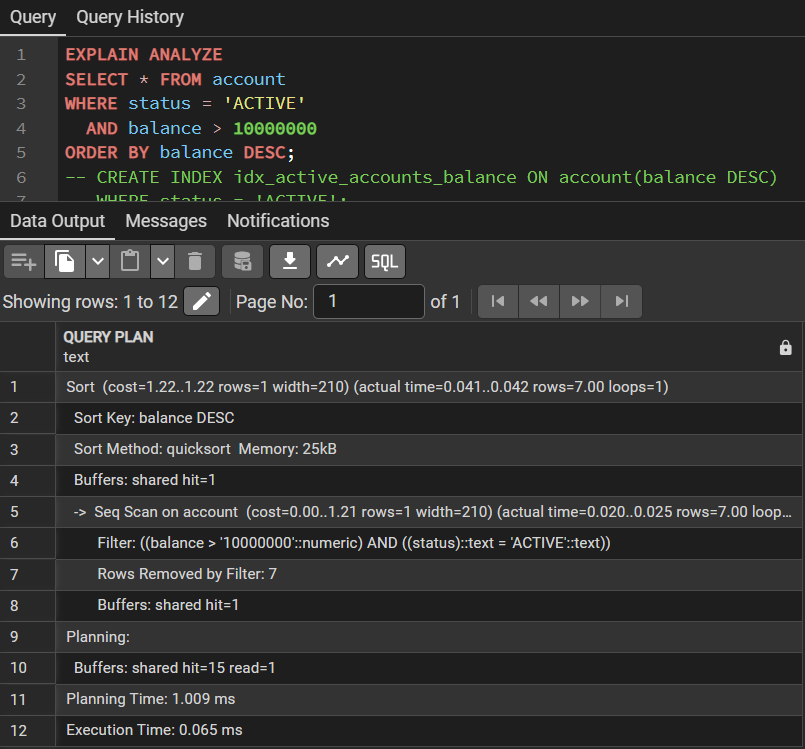 Query Query History
1 EXPLAIN ANALYZE
2 SELECT * FROM account
3 WHERE status = 'ACTIVE'
4 AND balance > 10000000
5 ORDER BY balance DESC;
6 -- CREATE INDEX idx_active_accounts_balance ON account(balance DESC)
7 -- WHERE status = 'ACTIVE';
Data Output Messages Notifications
SQL
Showing rows: 1 to 12 Page No: 1 of 1
QUERY PLAN
text
1 Sort (cost=1.22..1.22 rows=1 width=210) (actual time=0.041..0.042 rows=7.00 loops=1)
2 Sort Key: balance DESC
3 Sort Method: quicksort Memory: 25kB
4 Buffers: shared hit=1
5 -> Seq Scan on account (cost=0.00..1.21 rows=1 width=210) (actual time=0.020..0.025 rows=7.00 loop...
6 Filter: ((balance > '10000000'::numeric) AND ((status)::text = 'ACTIVE'::text))
7 Rows Removed by Filter: 7
8 Buffers: shared hit=1
9 Planning:
10 Buffers: shared hit=15 read=1
11 Planning Time: 1.009 ms
12 Execution Time: 0.065 ms